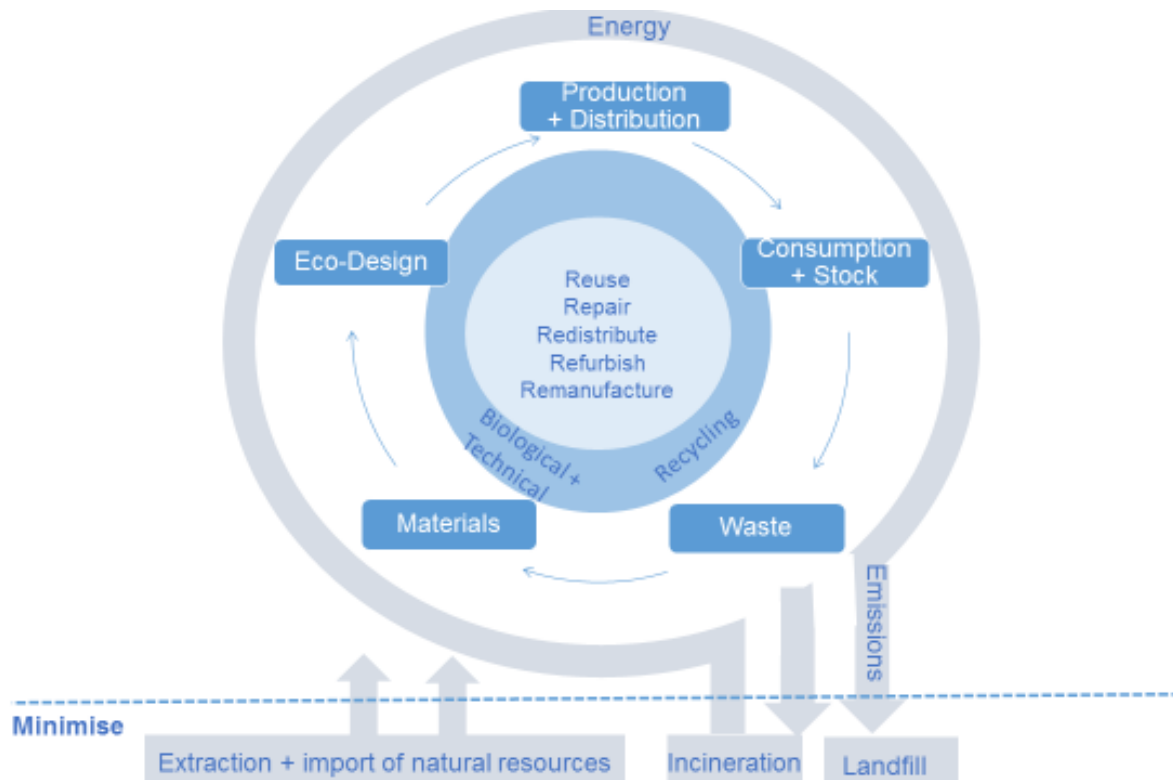 Energy
Production
+ Distribution
Eco-Design
Consumption
+ Stock
Reuse
Repair
Redistribute
Refurbish
Remanufacture
Biological +
Technical
Recycling
Materials
Waste
Emissions
Minimise
Extraction + import of natural resources
Incineration
Landfill